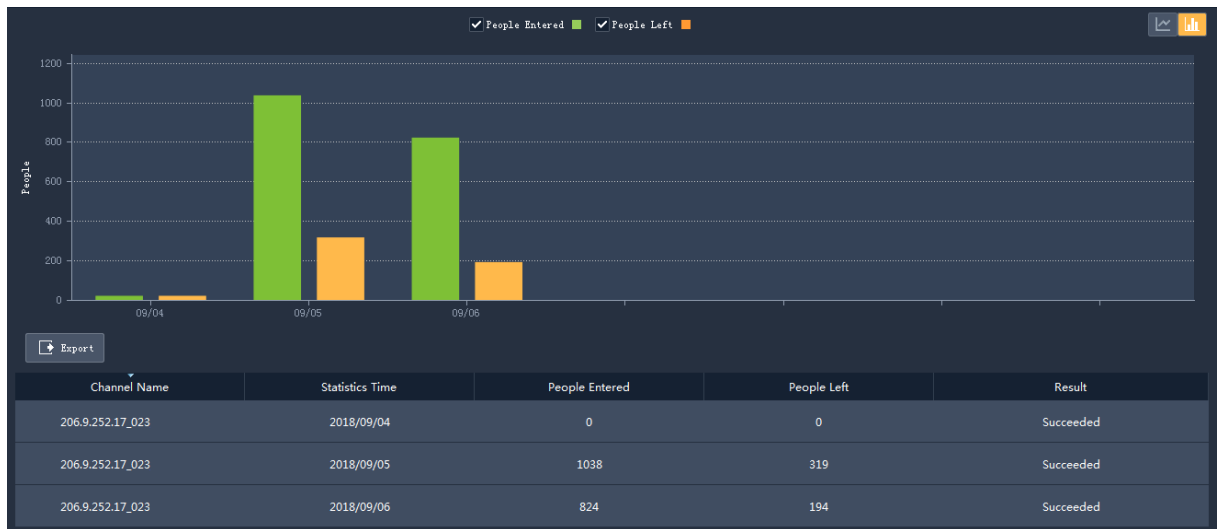 People Entered People Left
1200
1000
800
600
400
200
0
People
09/04 09/05 09/06
Export
Channel Name Statistics Time People Entered People Left Result
206.9.252.17_023 2018/09/04 0 0 Succeeded
206.9.252.17_023 2018/09/05 1038 319 Succeeded
206.9.252.17_023 2018/09/06 824 194 Succeeded